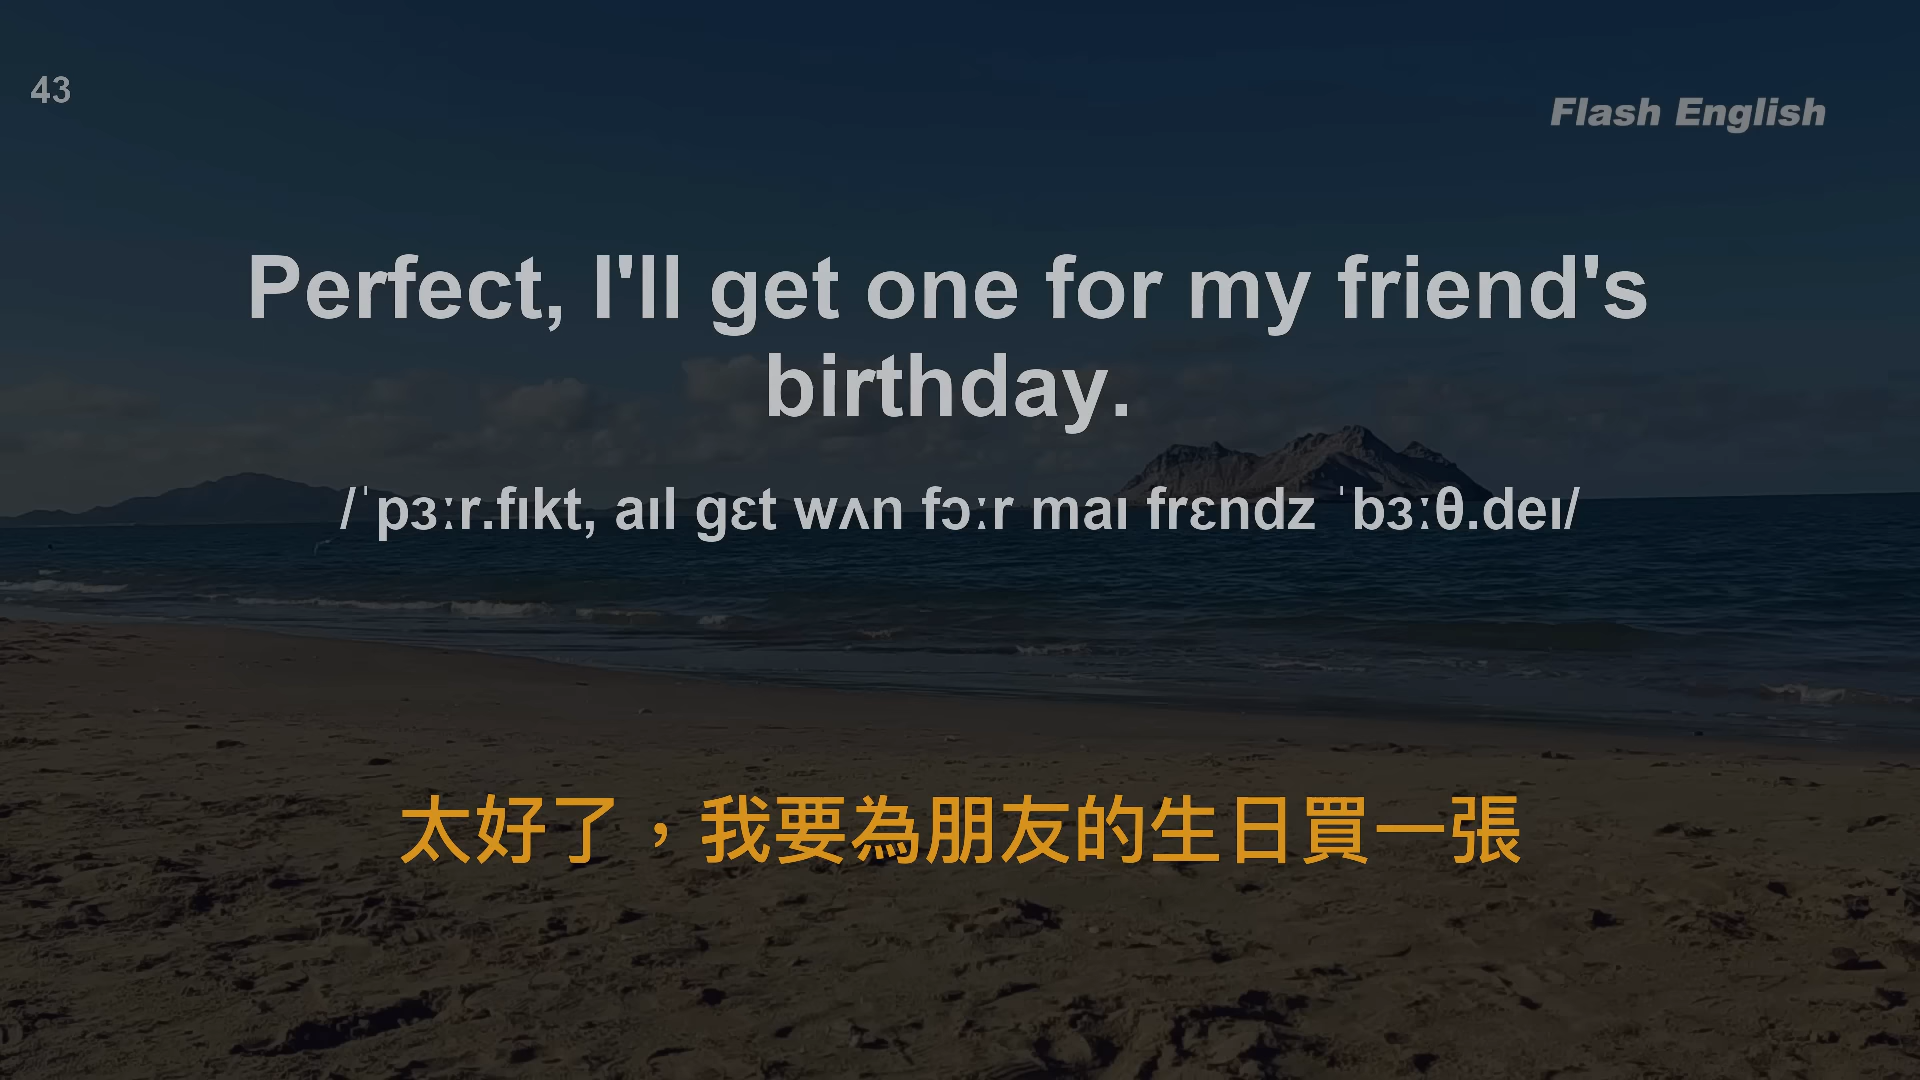 43
Flash English
Perfect, I'll get one for my friend's
birthday.
/ˈpɜːr.fɪkt, aɪl gɛt wʌn fɔːr maɪ frɛndz ˈbɜːθ.deɪ/
太好了，我要為朋友的生日買一張